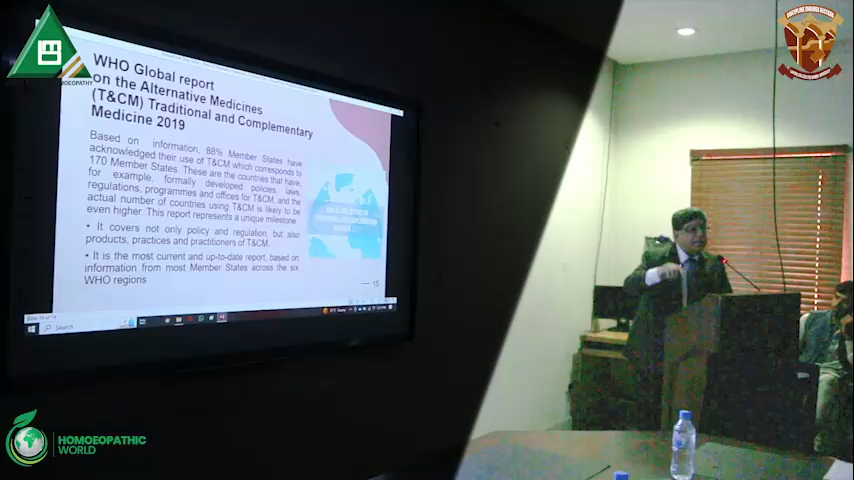 WHO Global report
on the Alternative Medicines
(T&CM) Traditional and Complementary
Medicine 2019
Based on information, 88% Member States have
acknowledged their use of T&CM which corresponds to
170 Member States. These are the countries that have,
for example, formally developed policies, laws,
regulations, programmes and offices for T&CM, and the
actual number of countries using T&CM is likely to be
even higher. This report represents a unique milestone.
• It covers not only policy and regulation, but also
products, practices and practitioners of T&CM.
• It is the most current and up-to-date report, based on
information from most Member States across the six
WHO regions
15
Search
HOMOEOPATHIC
WORLD
DISCIPLINE ENSURES SUCCESS